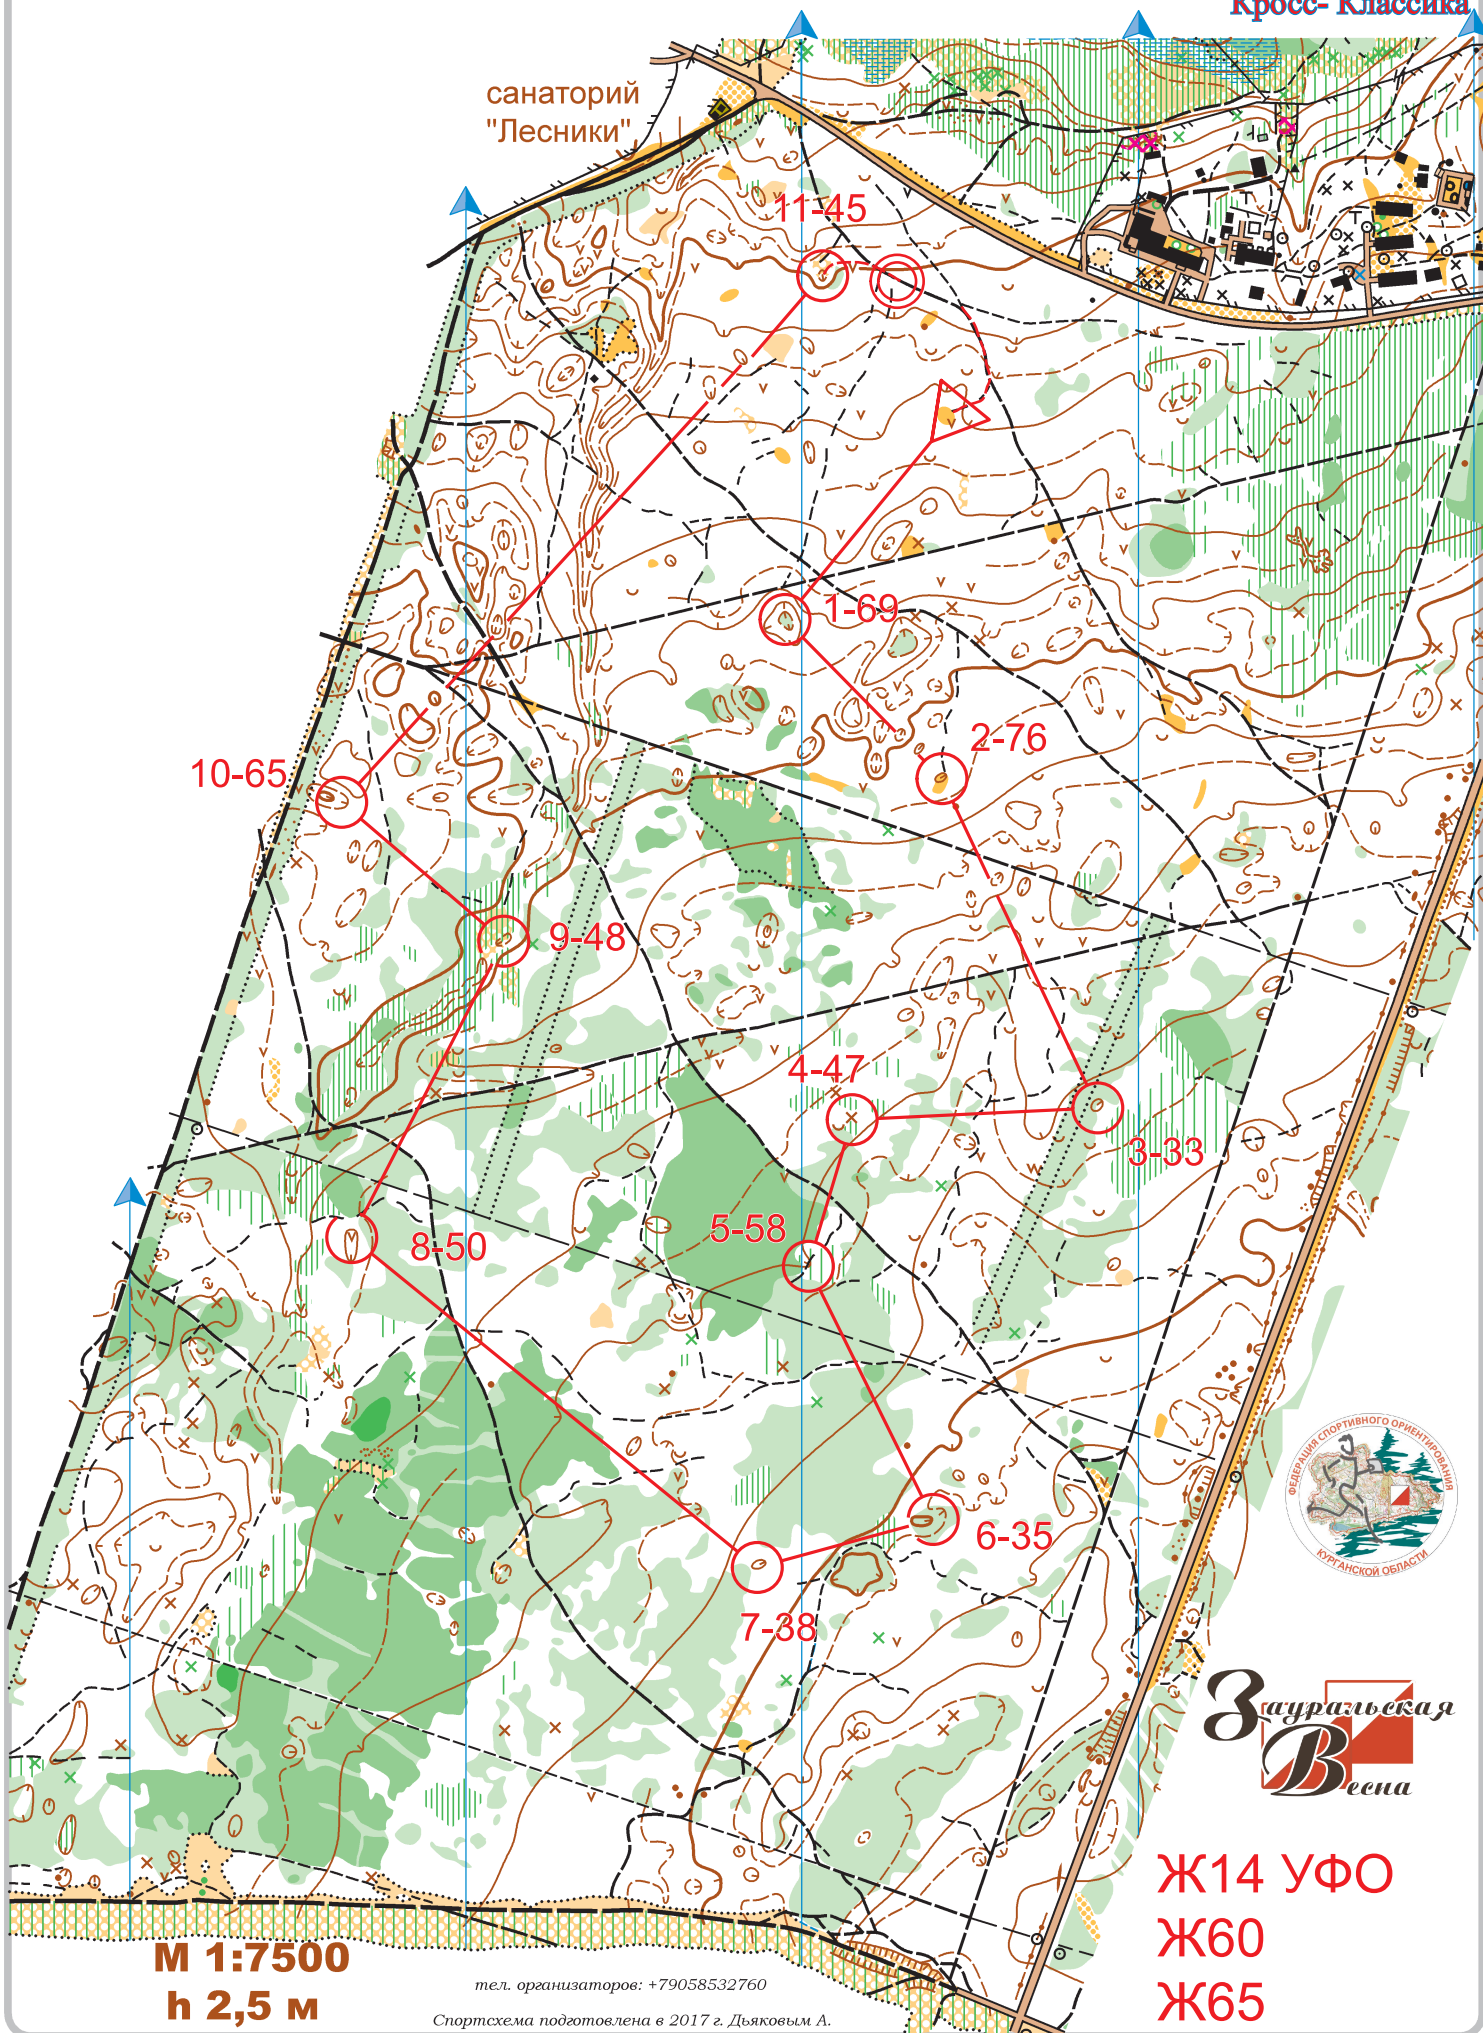 Кросс- Классика
санаторий
"Лесники"
11-45
1-69
2-76
10-65
9-48
4-47
3-33
5-58
8-50
6-35
7-38
ФЕДЕРАЦИЯ СПОРТИВНОГО ОРИЕНТИРОВАНИЯ
КУРГАНСКОЙ ОБЛАСТИ
Зауральская
Весна
Ж14 УФО
Ж60
Ж65
М 1:7500
h 2,5 м
тел. организаторов: +79058532760
Спортсхема подготовлена в 2017 г. Дьяковым А.